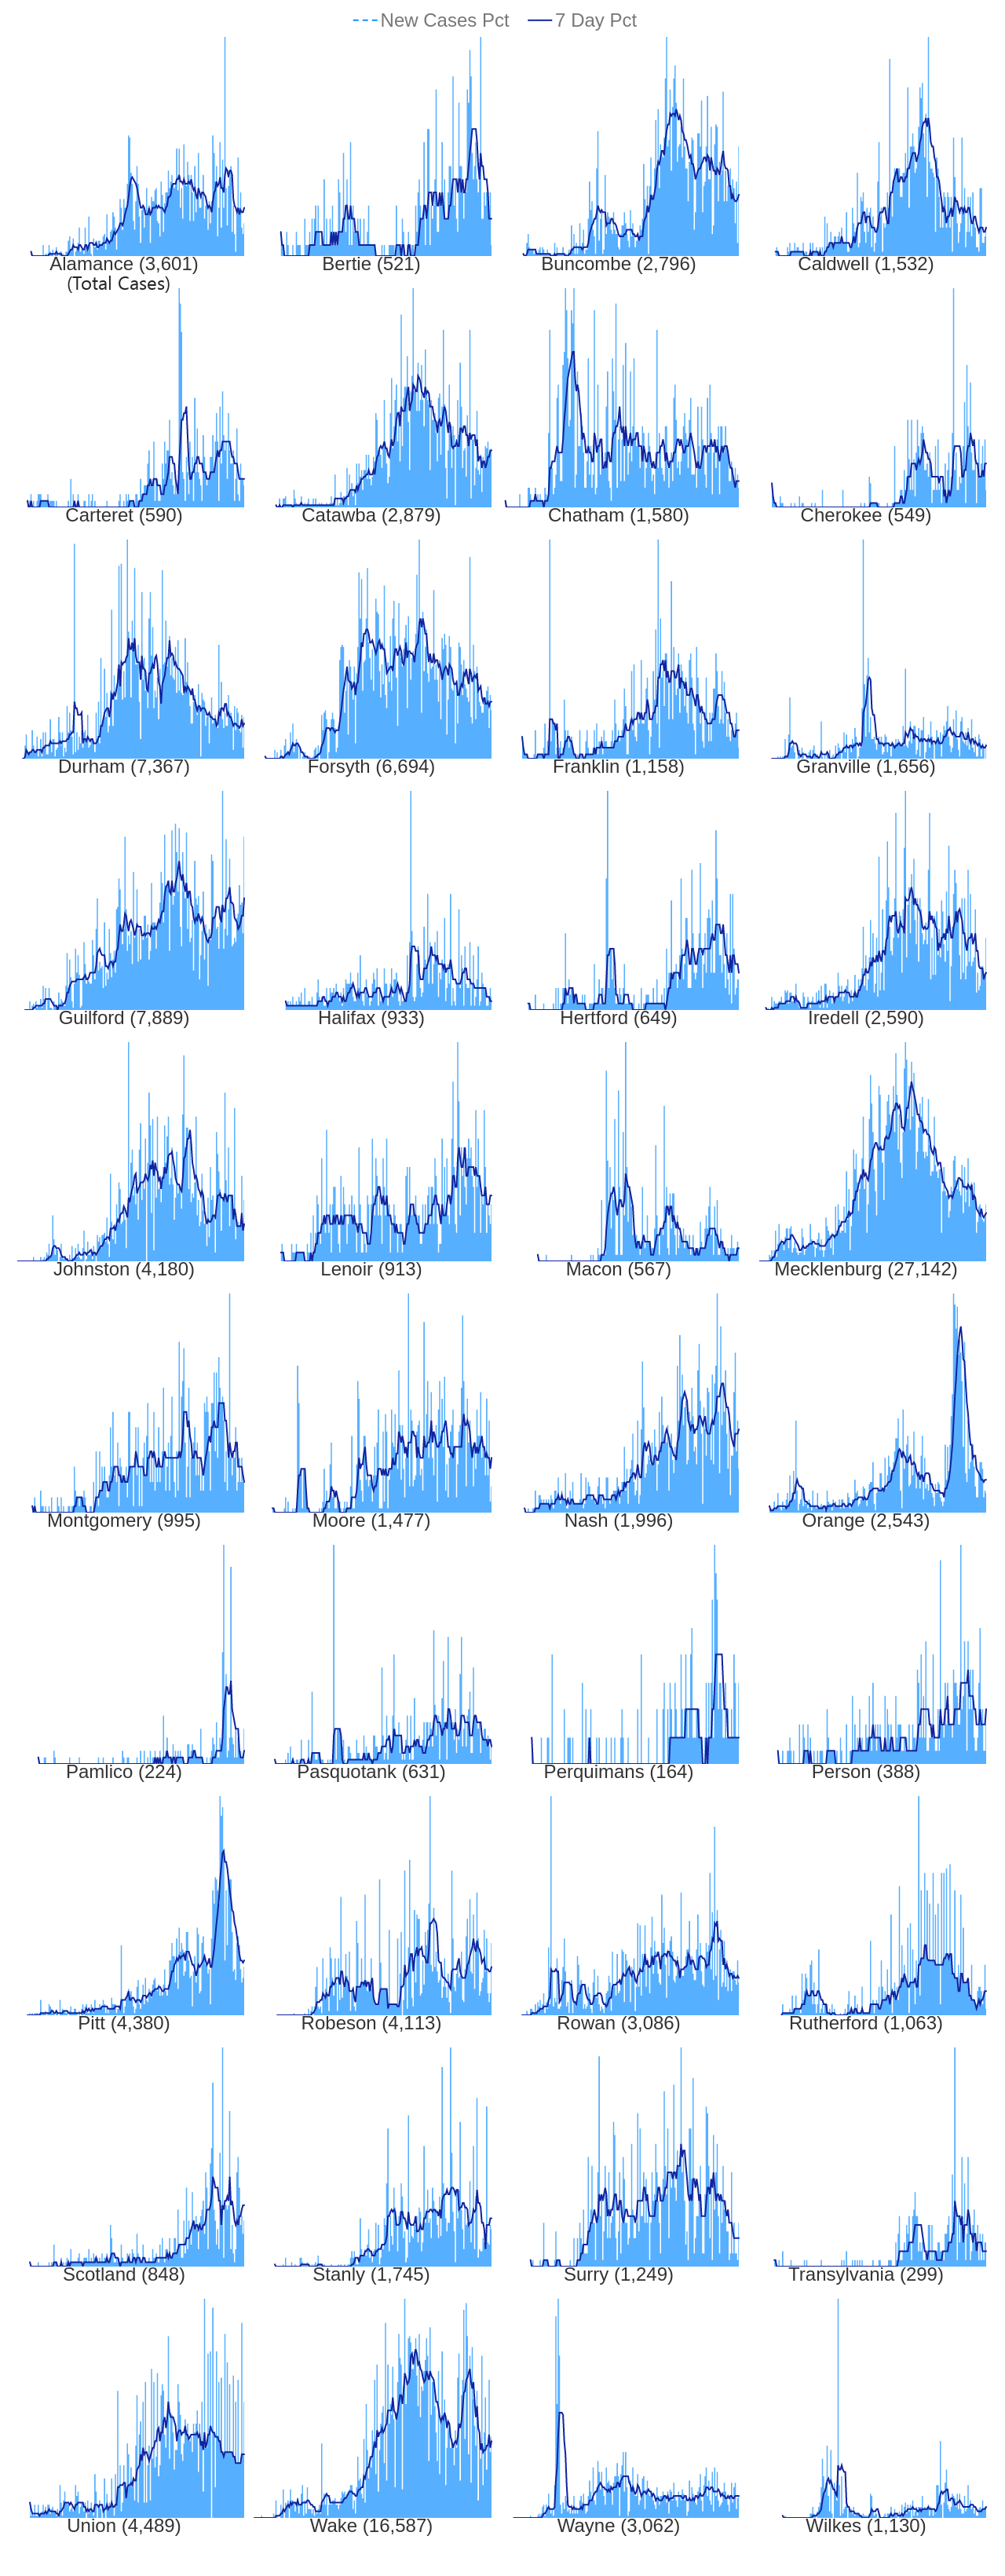 New Cases Pct 7 Day Pct
Alamance (3,601) Bertie (521) Buncombe (2,796) Caldwell (1,532)
(Total Cases)
Carteret (590) Catawba (2,879) Chatham (1,580) Cherokee (549)
Durham (7,367) Forsyth (6,694) Franklin (1,158) Granville (1,656)
Guilford (7,889) Halifax (933) Hertford (649) Iredell (2,590)
Johnston (4,180) Lenoir (913) Macon (567) Mecklenburg (27,142)
Montgomery (995) Moore (1,477) Nash (1,996) Orange (2,543)
Pamlico (224) Pasquotank (631) Perquimans (164) Person (388)
Pitt (4,380) Robeson (4,113) Rowan (3,086) Rutherford (1,063)
Scotland (848) Stanly (1,745) Surry (1,249) Transylvania (299)
Union (4,489) Wake (16,587) Wayne (3,062) Wilkes (1,130)